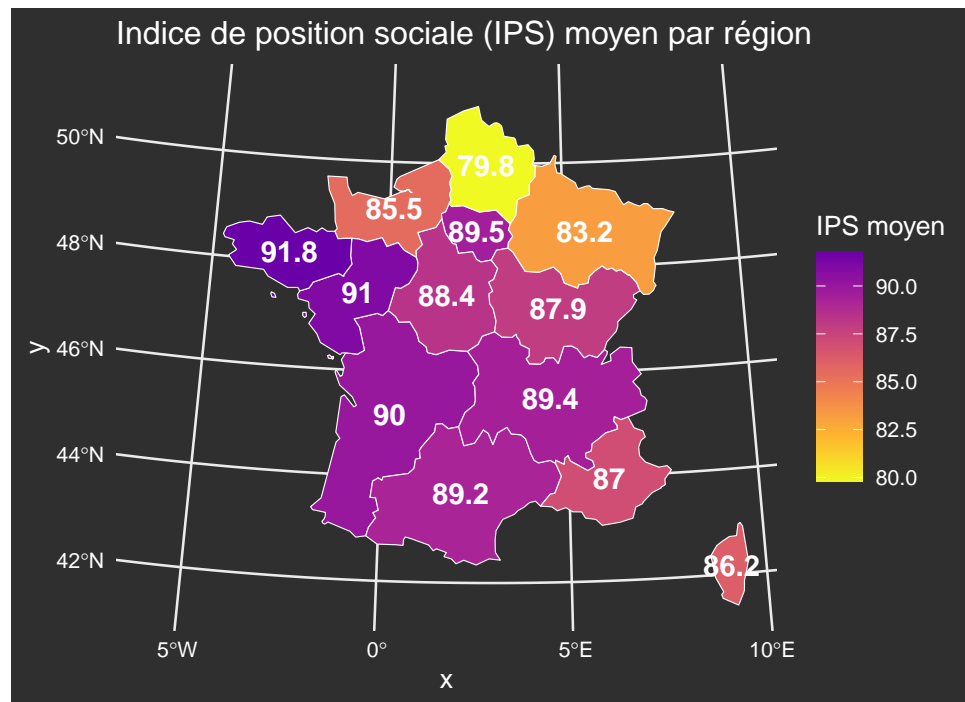 Indice de position sociale (IPS) moyen par région
50°N
48°N
46°N
44°N
42°N
y
79.8
85.5
89.5
83.2
91.8
91
88.4
87.9
90
89.4
89.2
87
86.2
5°W
0°
5°E
10°E
x
IPS moyen
90.0
87.5
85.0
82.5
80.0